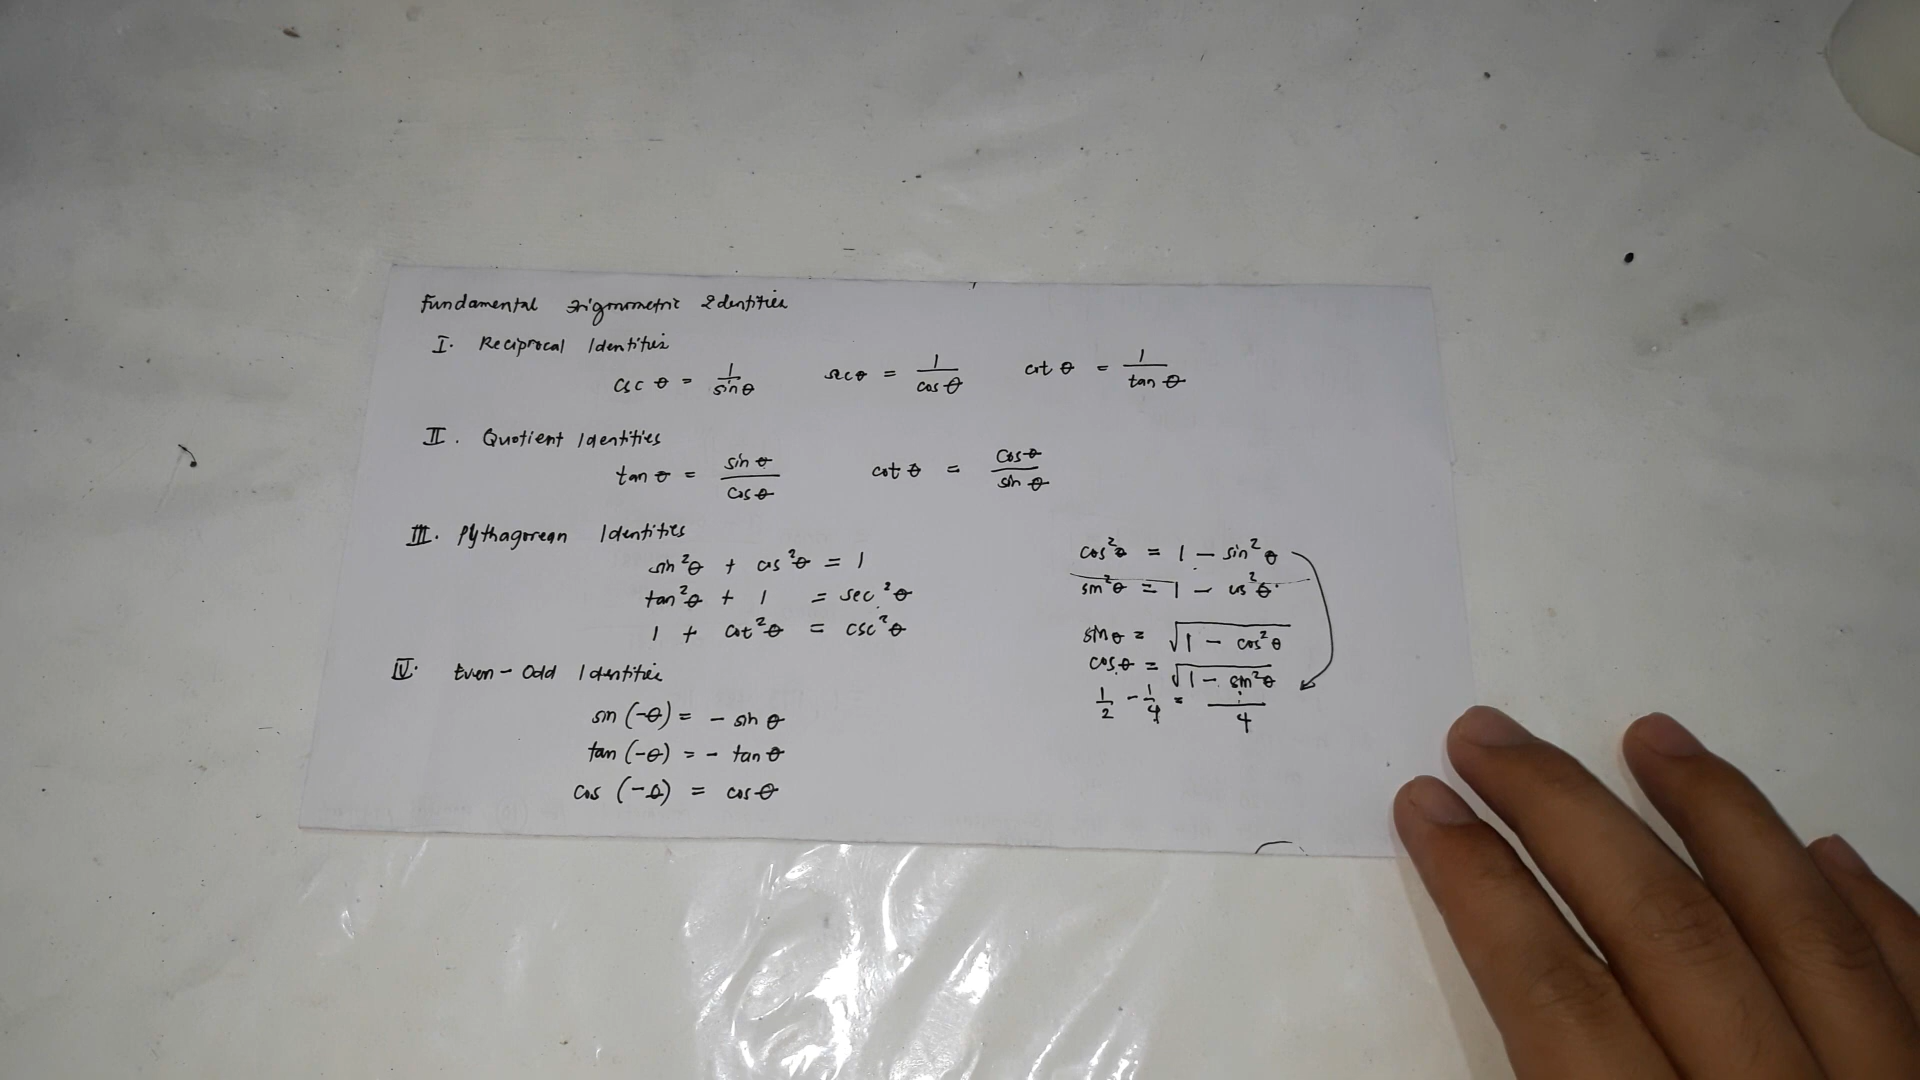 Fundamental Trigonometric Identities
I. Reciprocal Identities
csc θ = 1/sin θ    sec θ = 1/cos θ    cot θ = 1/tan θ
II. Quotient Identities
tan θ = sin θ/cos θ    cot θ = cos θ/sin θ
III. Pythagorean Identities
sin²θ + cos²θ = 1
tan²θ + 1 = sec²θ
1 + cot²θ = csc²θ
IV. Even-Odd Identities
sin (-θ) = - sin θ
tan (-θ) = - tan θ
cos (-θ) = cos θ
cos²θ = 1 - sin²θ
sin²θ = 1 - cos²θ
sin θ = √(1 - cos²θ)
cos θ = √(1 - sin²θ)
1/2 - 1/4 = /4